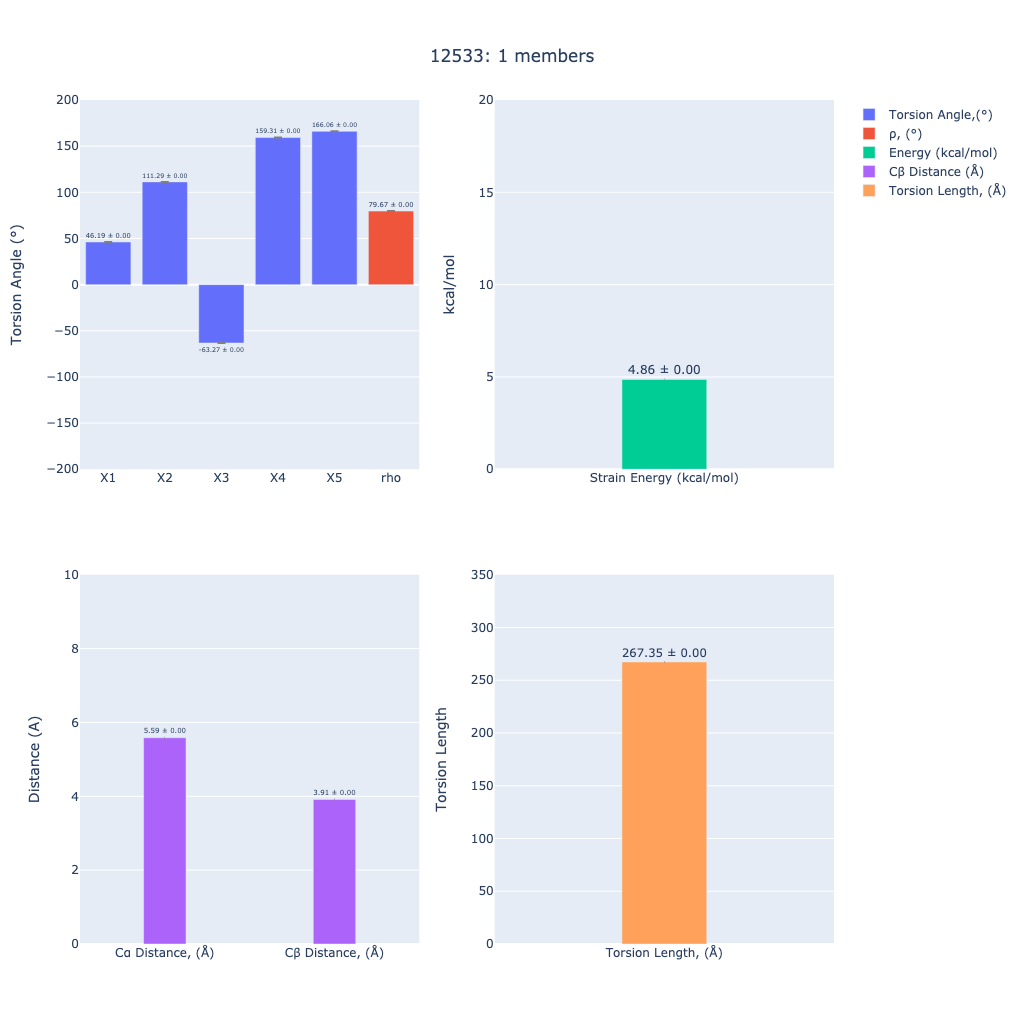 12533: 1 members
200
150
100
50
0
−50
−100
−150
−200
Torsion Angle (°)
46.19 ± 0.00
111.29 ± 0.00
-63.27 ± 0.00
159.31 ± 0.00
166.06 ± 0.00
79.67 ± 0.00
X1
X2
X3
X4
X5
rho
20
15
10
5
0
kcal/mol
4.86 ± 0.00
Strain Energy (kcal/mol)
Torsion Angle,(°)
ρ, (°)
Energy (kcal/mol)
Cβ Distance (Å)
Torsion Length, (Å)
10
8
6
4
2
0
Distance (A)
5.59 ± 0.00
3.91 ± 0.00
Cα Distance, (Å)
Cβ Distance, (Å)
350
300
250
200
150
100
50
0
Torsion Length
267.35 ± 0.00
Torsion Length, (Å)